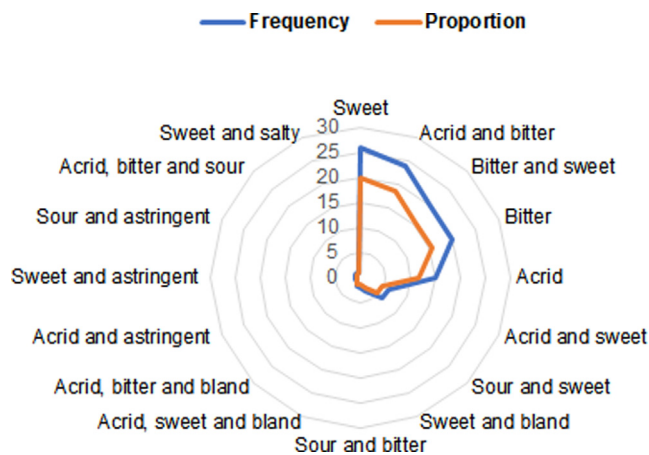 Frequency Proportion
Sweet
Sweet and salty 30 Acrid and bitter
Acrid, bitter and sour 25 Bitter and sweet
20
Sour and astringent 15 Bitter
10
5
Sweet and astringent 0 Acrid
Acrid and astringent Acrid and sweet
Acrid, bitter and bland Sour and sweet
Acrid, sweet and bland Sweet and bland
Sour and bitter